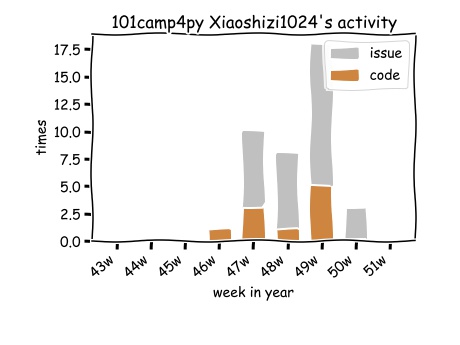 101camp4py Xiaoshizi1024's activity
issue
code
times
17.5
15.0
12.5
10.0
7.5
5.0
2.5
0.0
43w 44w 45w 46w 47w 48w 49w 50w 51w
week in year